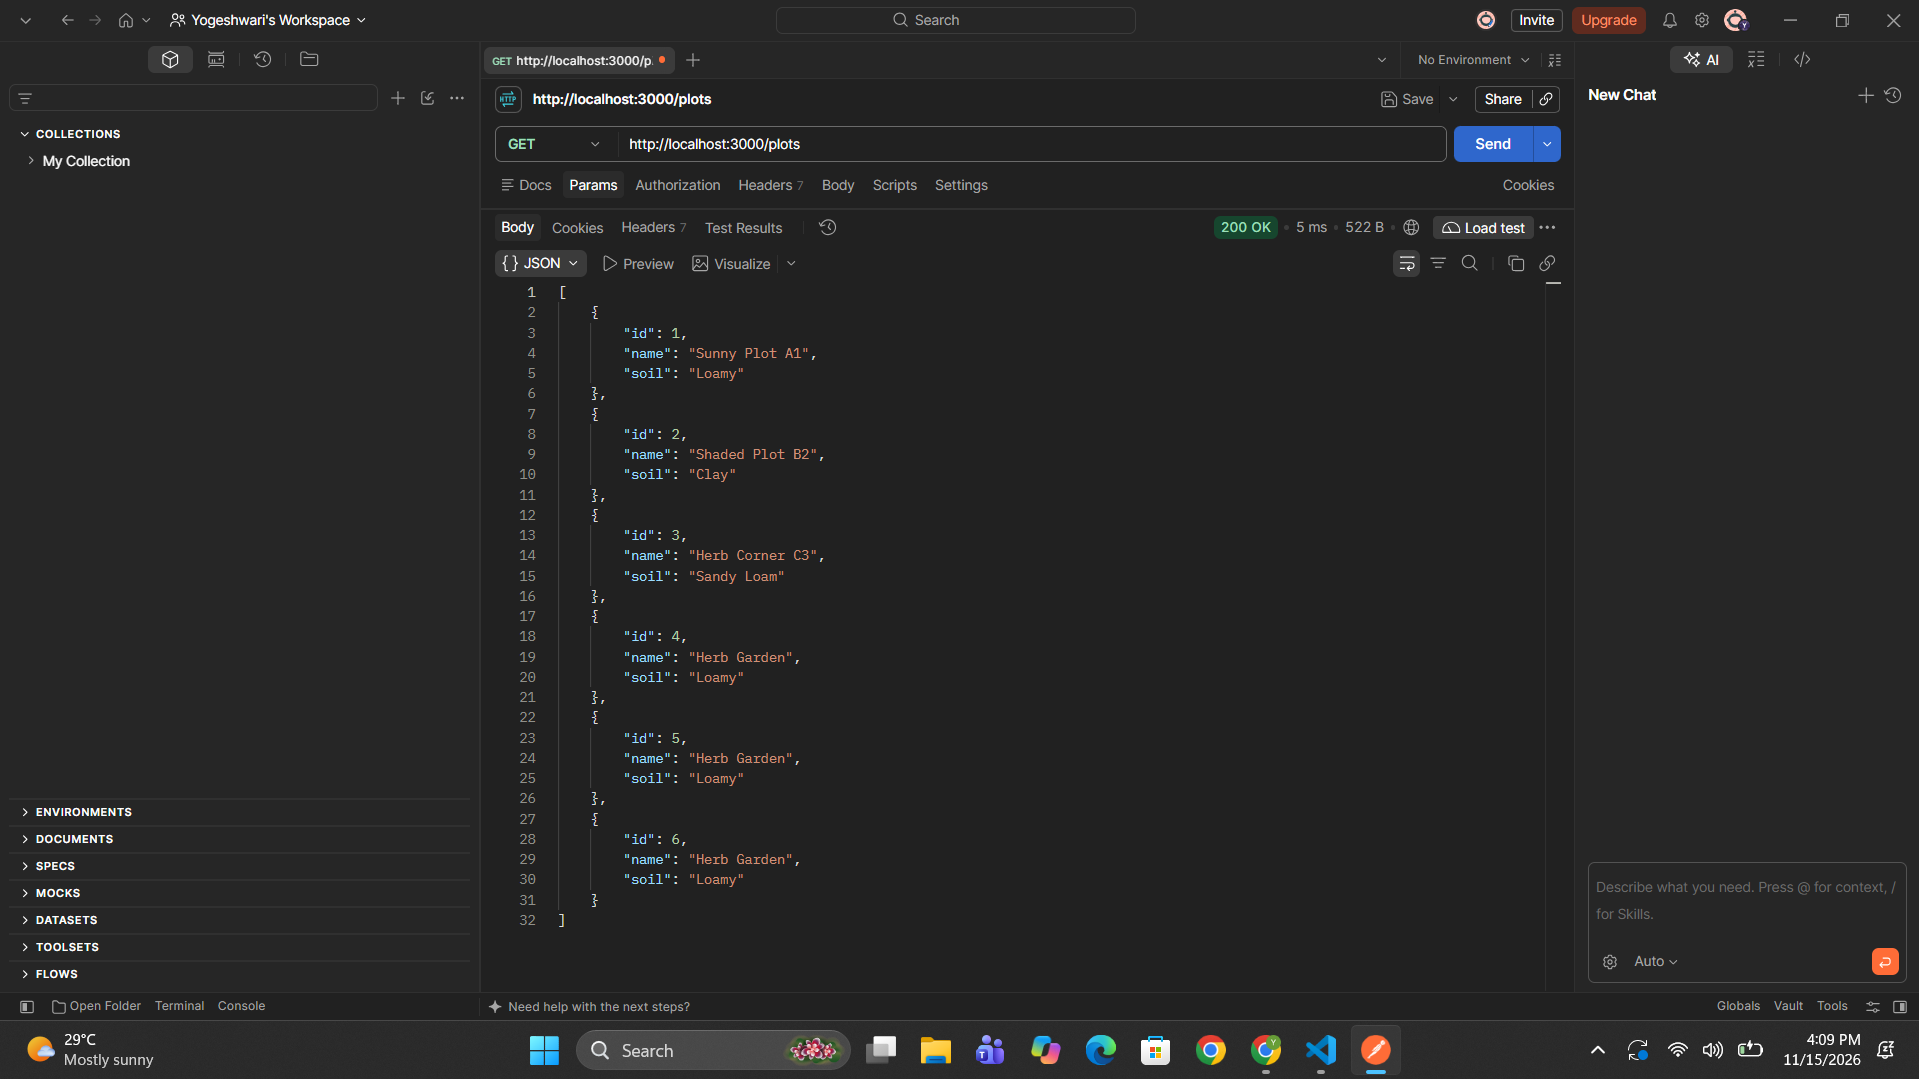 Yogeshwari's Workspace
Search
Invite
Upgrade
GET http://localhost:3000/p.
No Environment
AI
COLLECTIONS
My Collection
HTTP http://localhost:3000/plots
Save
Share
New Chat
GET
http://localhost:3000/plots
Send
Docs Params Authorization Headers 7 Body Scripts Settings
Cookies
Body Cookies Headers 7 Test Results
200 OK • 5 ms • 522 B •
Load test
{} JSON
Preview
Visualize
1 [
2 {
3 "id": 1,
4 "name": "Sunny Plot A1",
5 "soil": "Loamy"
6 },
7 {
8 "id": 2,
9 "name": "Shaded Plot B2",
10 "soil": "Clay"
11 },
12 {
13 "id": 3,
14 "name": "Herb Corner C3",
15 "soil": "Sandy Loam"
16 },
17 {
18 "id": 4,
19 "name": "Herb Garden",
20 "soil": "Loamy"
21 },
22 {
23 "id": 5,
24 "name": "Herb Garden",
25 "soil": "Loamy"
26 },
27 {
28 "id": 6,
29 "name": "Herb Garden",
30 "soil": "Loamy"
31 }
32 ]
ENVIRONMENTS
DOCUMENTS
SPECS
MOCKS
DATASETS
TOOLSETS
FLOWS
Describe what you need. Press @ for context, /
for Skills.
Auto
Open Folder Terminal Console
Need help with the next steps?
Globals Vault Tools
29°C
Mostly sunny
Search
4:09 PM
11/15/2026